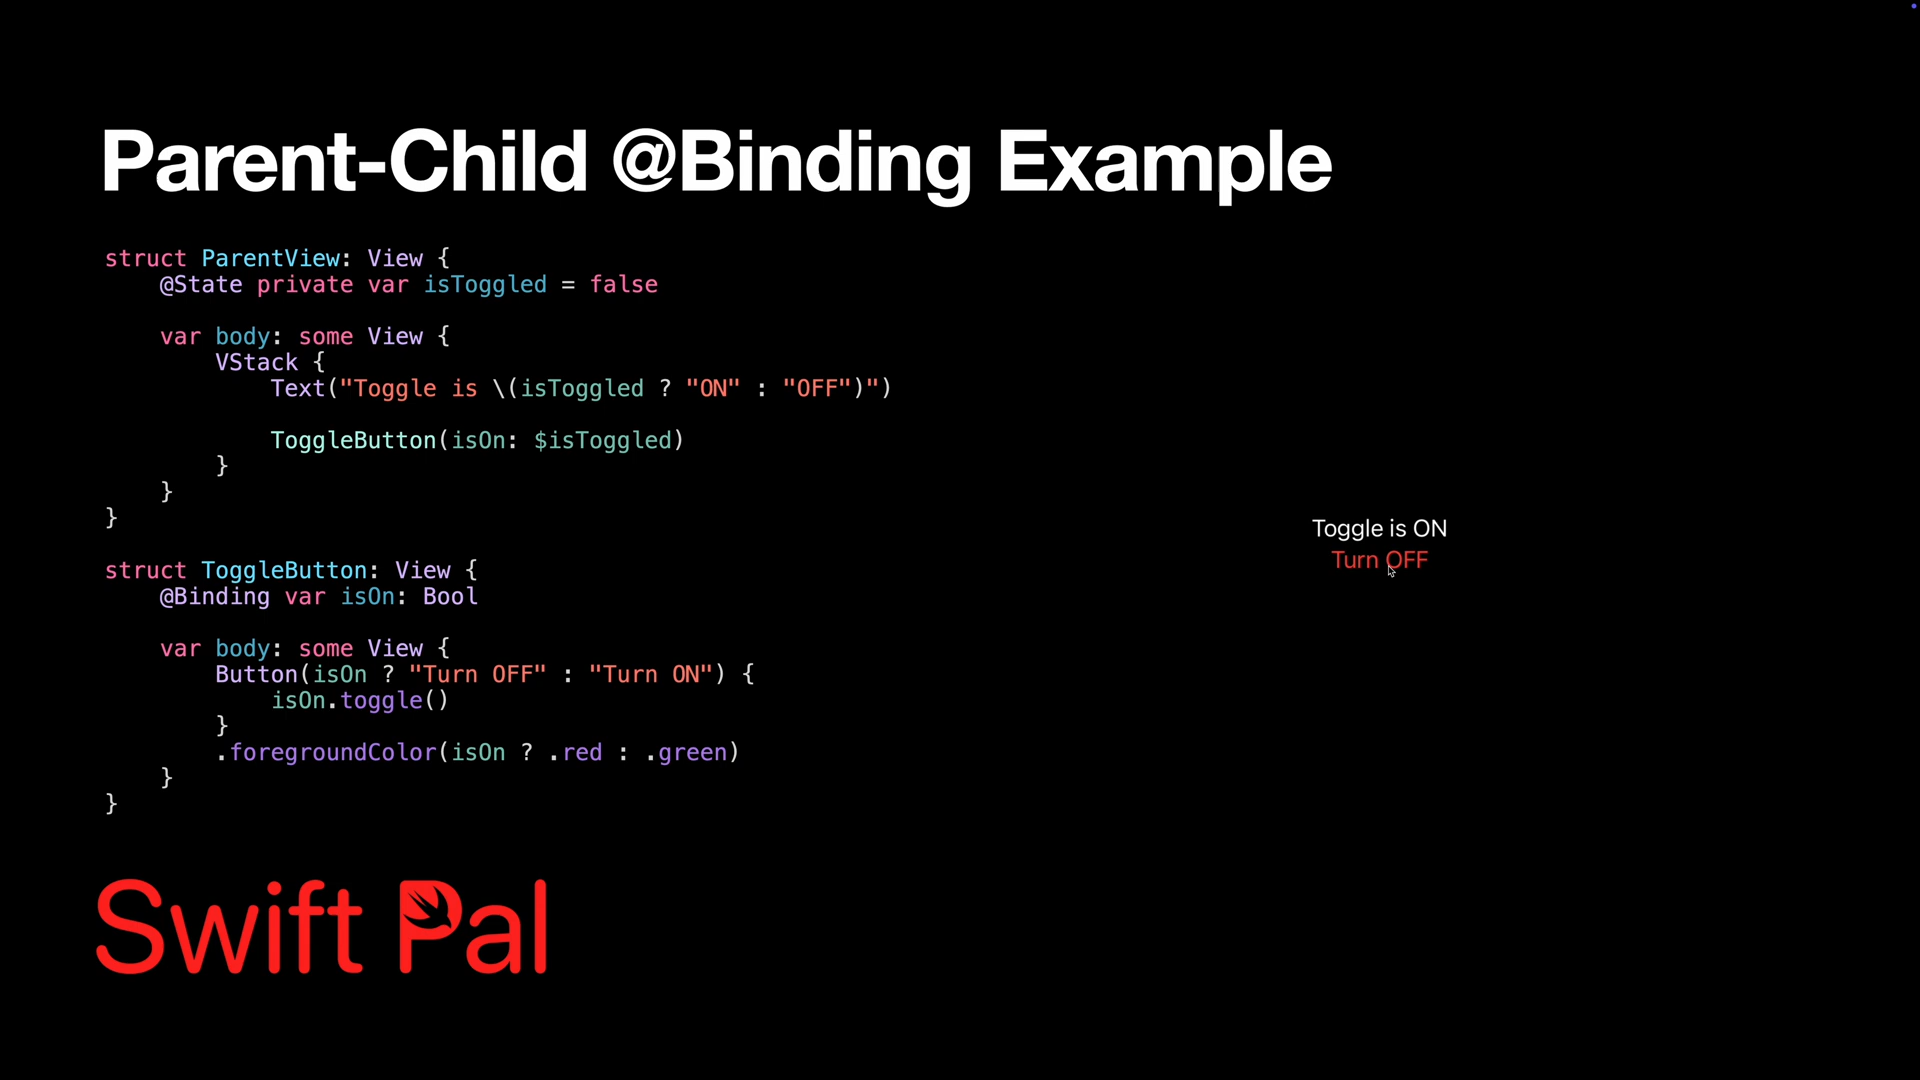 Parent-Child @Binding Example
struct ParentView: View {
    @State private var isToggled = false
    var body: some View {
        VStack {
            Text("Toggle is \(isToggled ? "ON" : "OFF")")
            ToggleButton(isOn: $isToggled)
        }
    }
}
struct ToggleButton: View {
    @Binding var isOn: Bool
    var body: some View {
        Button(isOn ? "Turn OFF" : "Turn ON") {
            isOn.toggle()
        }
        .foregroundColor(isOn ? .red : .green)
    }
}
Toggle is ON
Turn OFF
Swift Pal